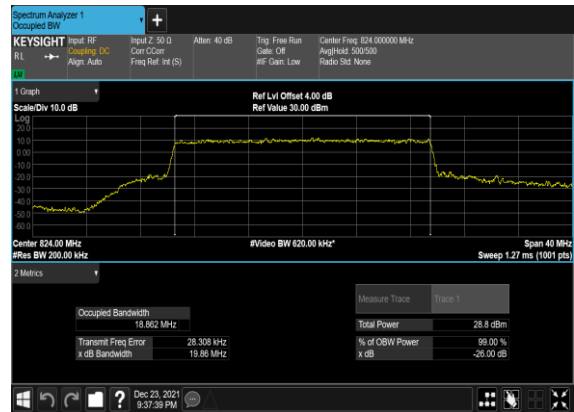 Spectrum Analyzer 1
Occupied BW
KEYSIGHT
RL
Input: RF
Coupling: DC
Align: Auto
Input Z: 50 Ω
Corr CCorr
Freq Ref: Int (S)
Atten: 40 dB
Trig: Free Run
Gate: Off
#IF Gain: Low
Center Freq: 824.000000 MHz
Avg|Hold: 500/500
Radio Std: None
1 Graph
Scale/Div 10.0 dB
Ref Lvl Offset 4.00 dB
Ref Value 30.00 dBm
Log
20.0
10.0
0.00
-10.0
-20.0
-30.0
-40.0
-50.0
-60.0
Center 824.00 MHz
#Video BW 620.00 kHz*
Span 40 MHz
#Res BW 200.00 kHz
Sweep 1.27 ms (1001 pts)
2 Metrics
Measure Trace
Trace 1
Occupied Bandwidth
18.862 MHz
Total Power
28.8 dBm
Transmit Freq Error
28.308 kHz
% of OBW Power
99.00 %
x dB Bandwidth
19.86 MHz
x dB
-26.00 dB
?
Dec 23, 2021
9:37:39 PM